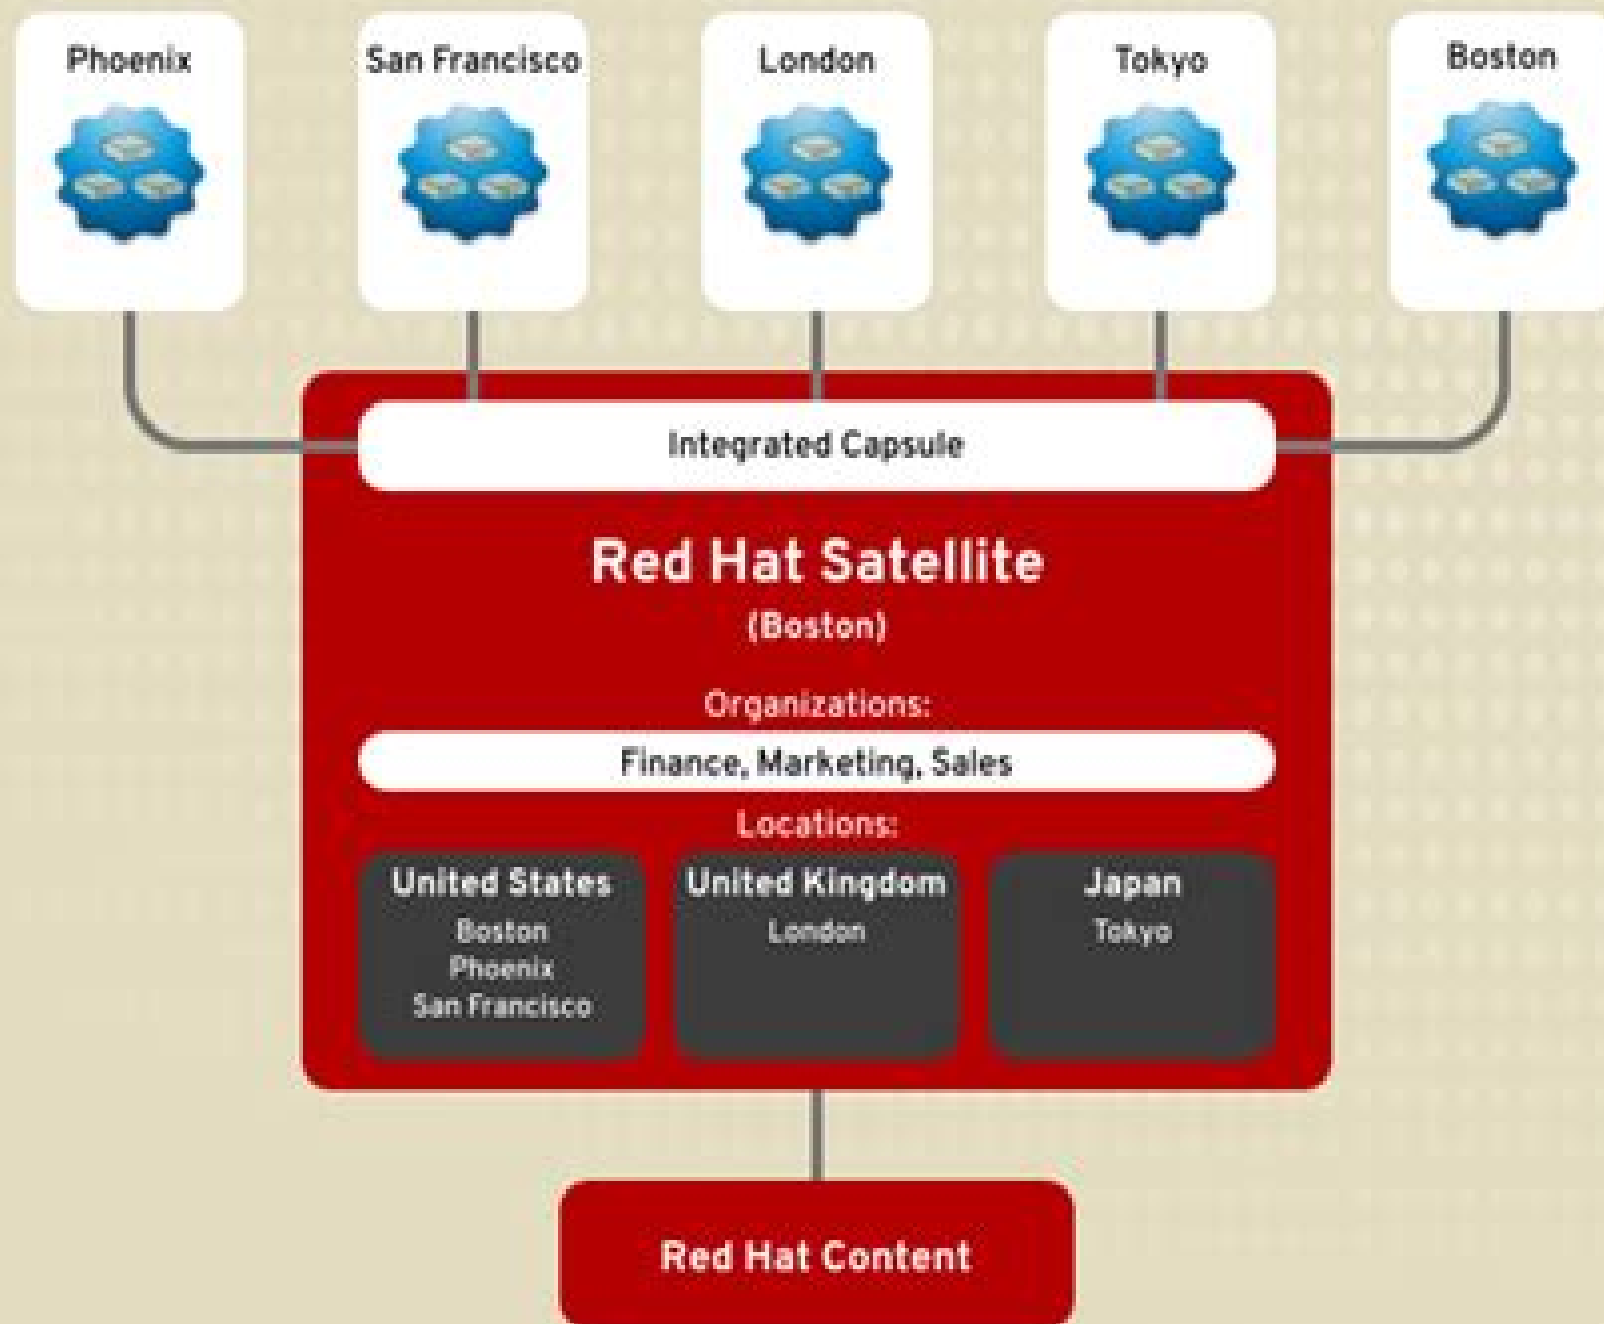 Phoenix
San Francisco
London
Tokyo
Boston
Integrated Capsule
Red Hat Satellite
(Boston)
Organizations:
Finance, Marketing, Sales
Locations:
United States
Boston
Phoenix
San Francisco
United Kingdom
London
Japan
Tokyo
Red Hat Content